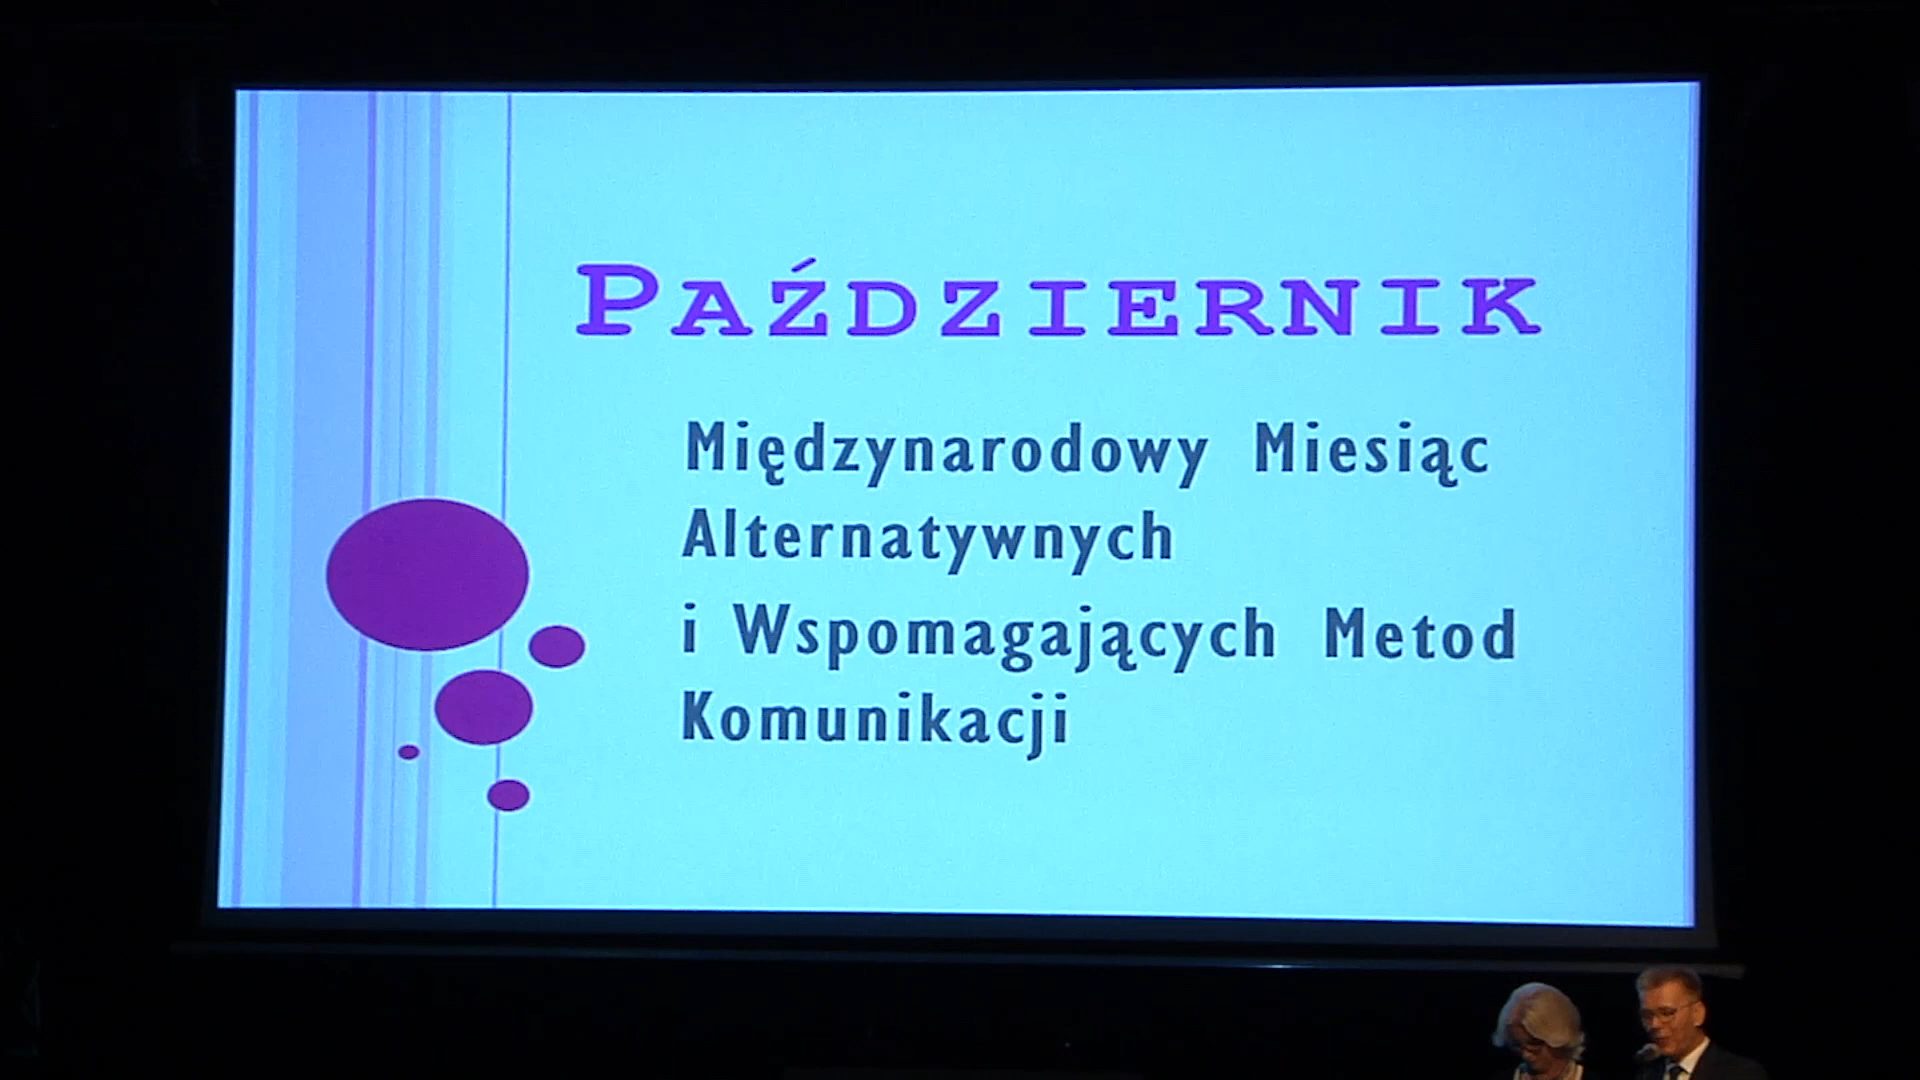 PAŹDZIERNIK
Międzynarodowy Miesiąc
Alternatywnych
i Wspomagających Metod
Komunikacji